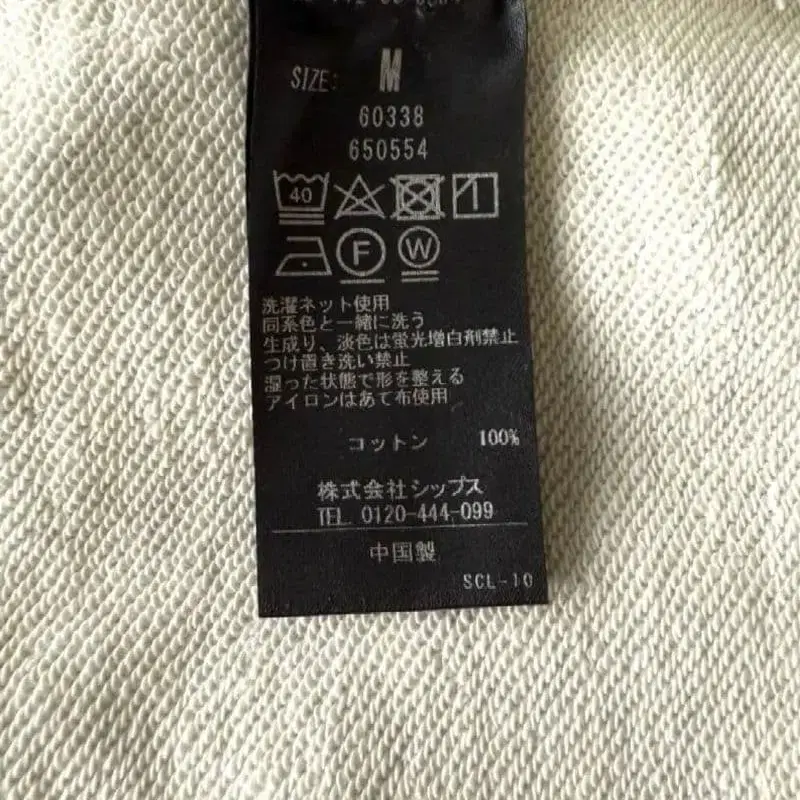 SIZE: M
60338
650554
40
F W
洗濯ネット使用
同系色と一緒に洗う
生成り、淡色は蛍光増白剤禁止
つけ置き洗い禁止
湿った状態で形を整える
アイロンはあて布使用
コットン 100%
株式会社シップス
TEL 0120-444-099
中国製
SCL-10